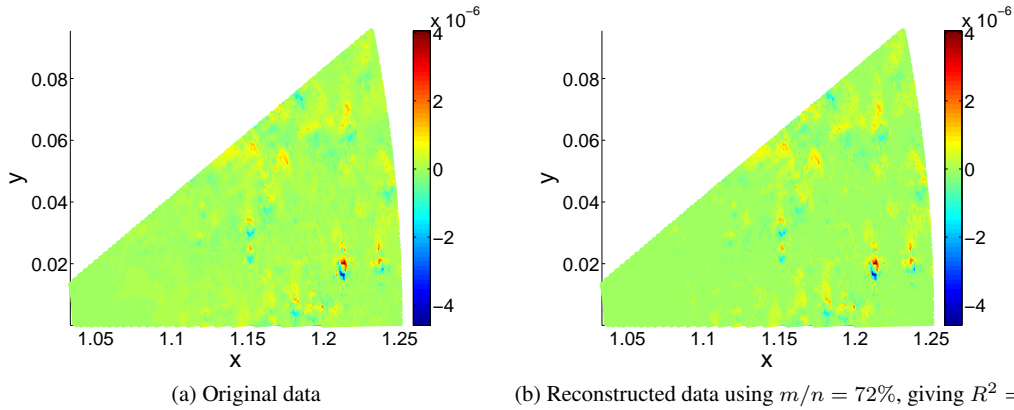 x 10⁻⁶
4
2
0
−2
−4
0.08
0.06
0.04
0.02
y
1.05 1.1 1.15 1.2 1.25
x
x 10⁻⁶
4
2
0
−2
−4
0.08
0.06
0.04
0.02
y
1.05 1.1 1.15 1.2 1.25
x
(a) Original data
(b) Reconstructed data using m/n = 72%, giving R² =